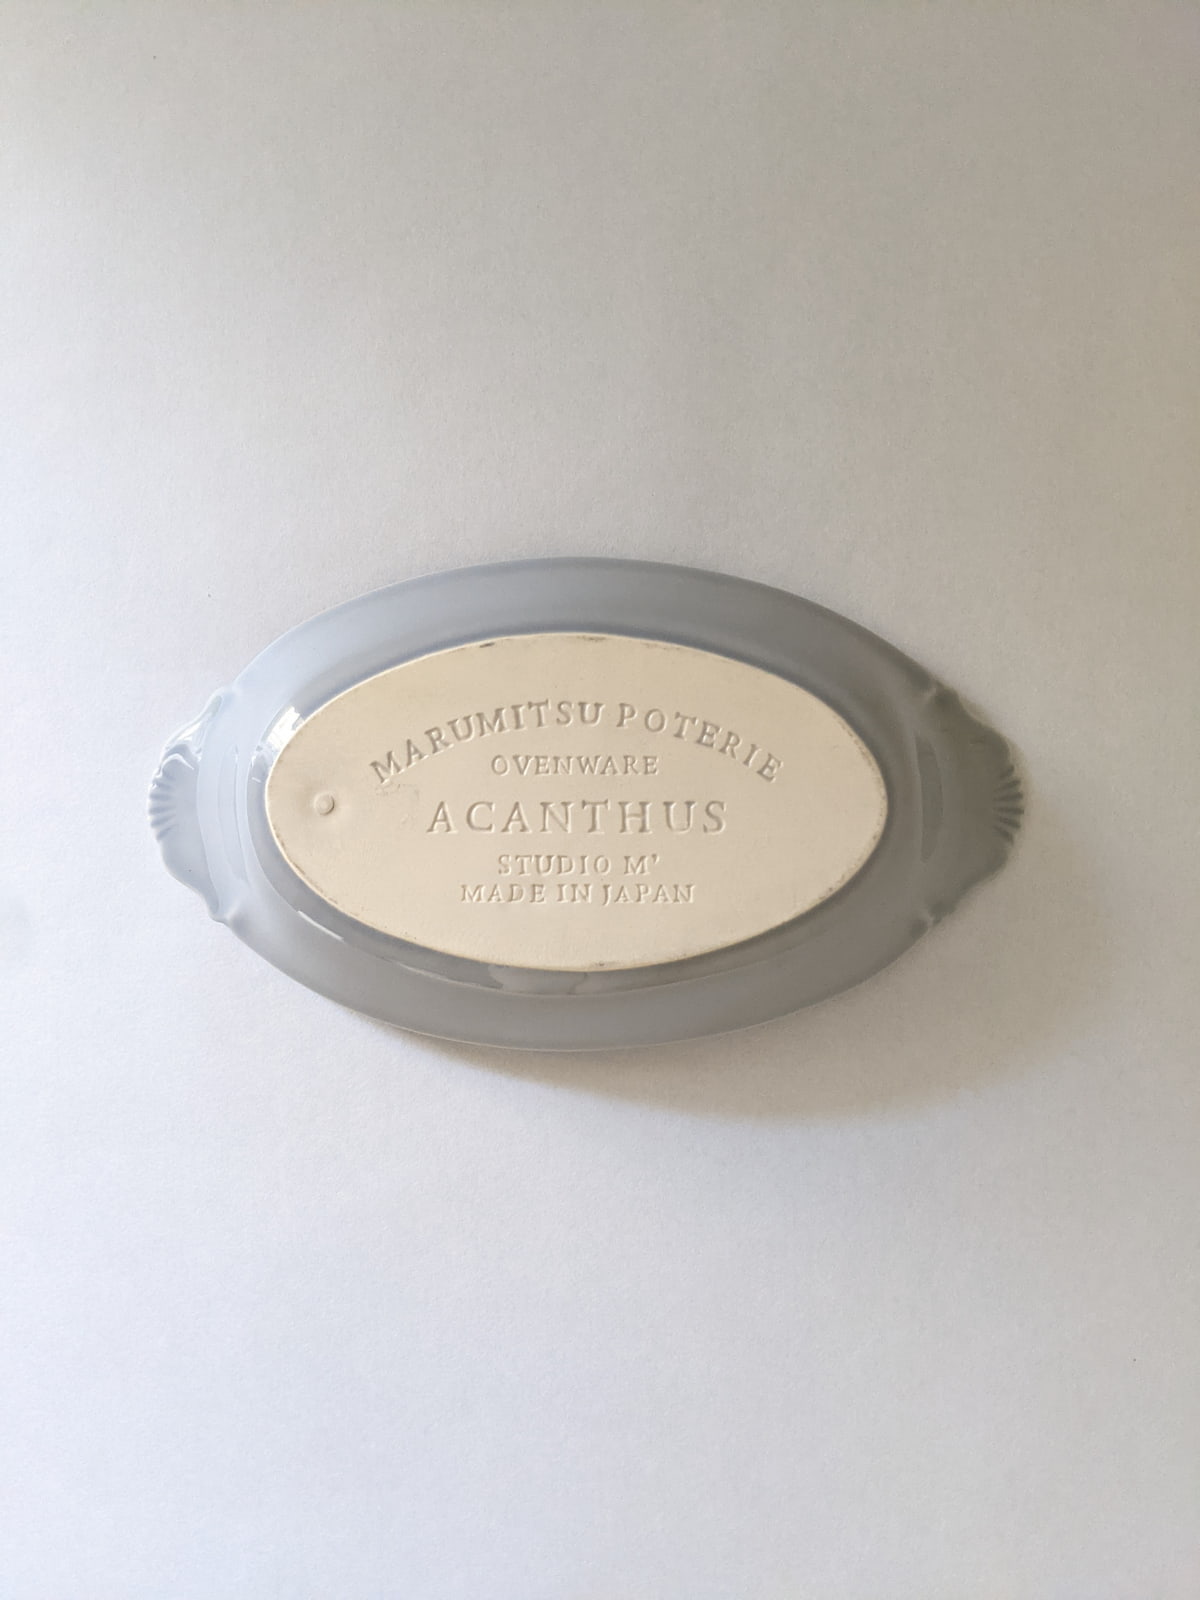 MARUMITSU POTERIE
OVENWARE
ACANTHUS
STUDIO M'
MADE IN JAPAN